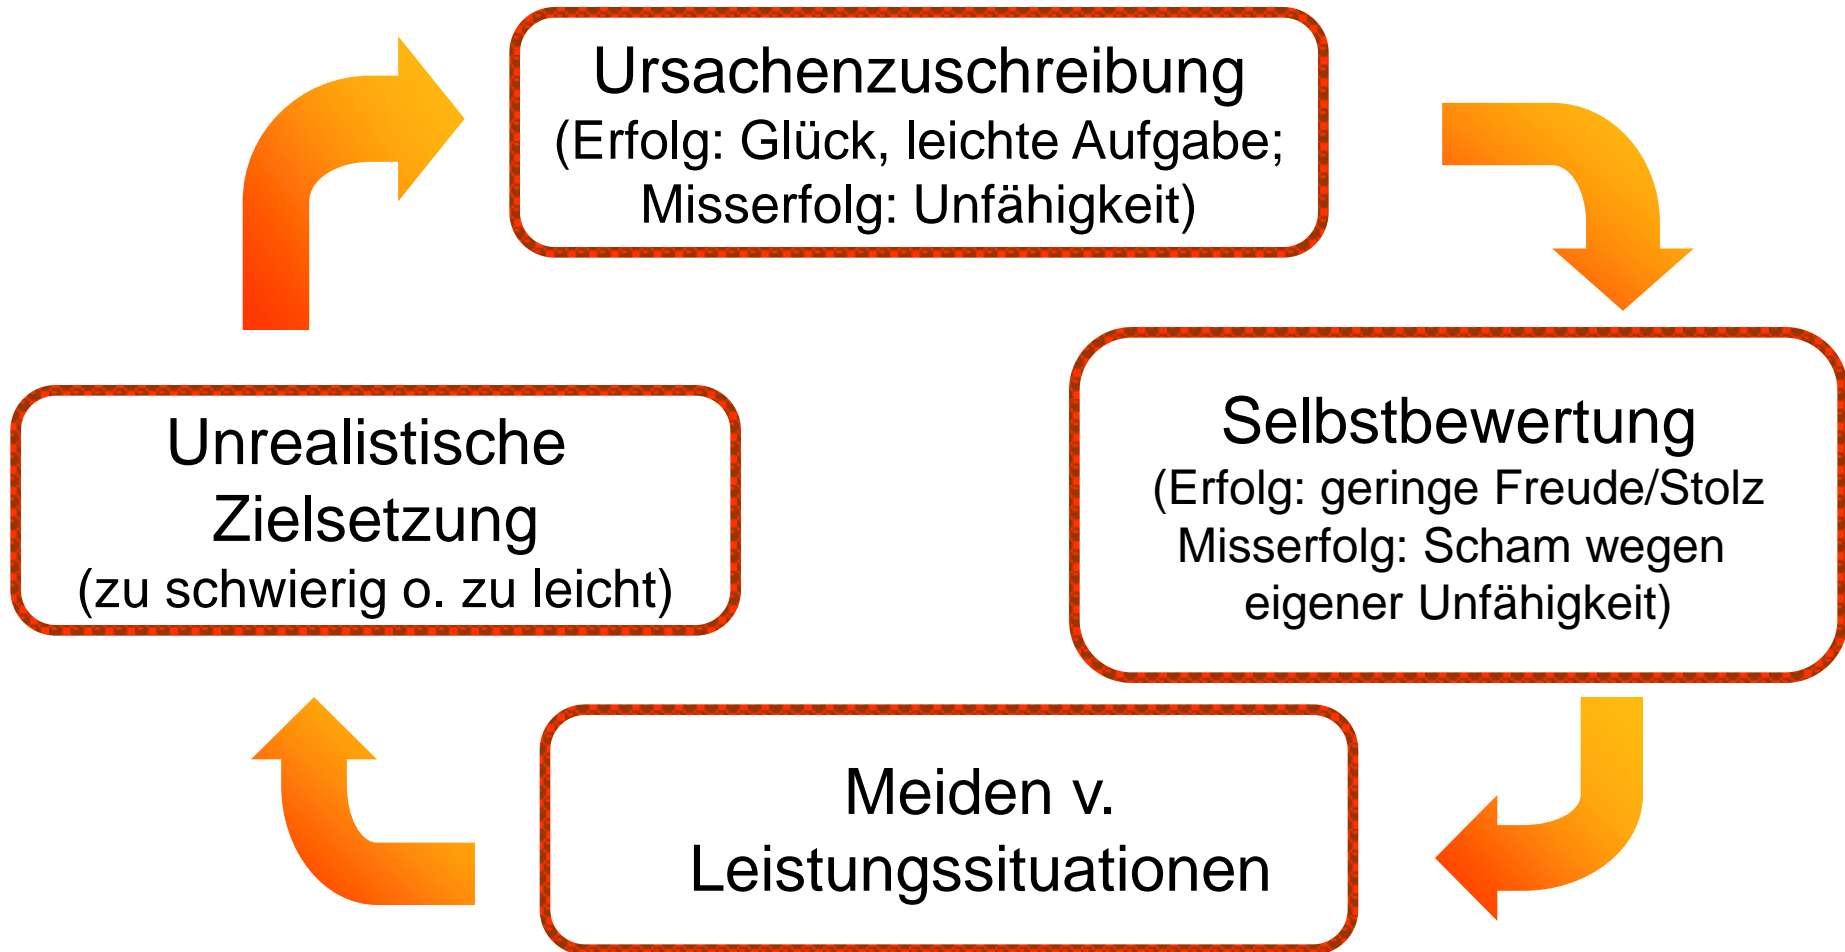 Ursachenzuschreibung
(Erfolg: Glück, leichte Aufgabe;
Misserfolg: Unfähigkeit)
Selbstbewertung
(Erfolg: geringe Freude/Stolz
Misserfolg: Scham wegen
eigener Unfähigkeit)
Meiden v.
Leistungssituationen
Unrealistische
Zielsetzung
(zu schwierig o. zu leicht)